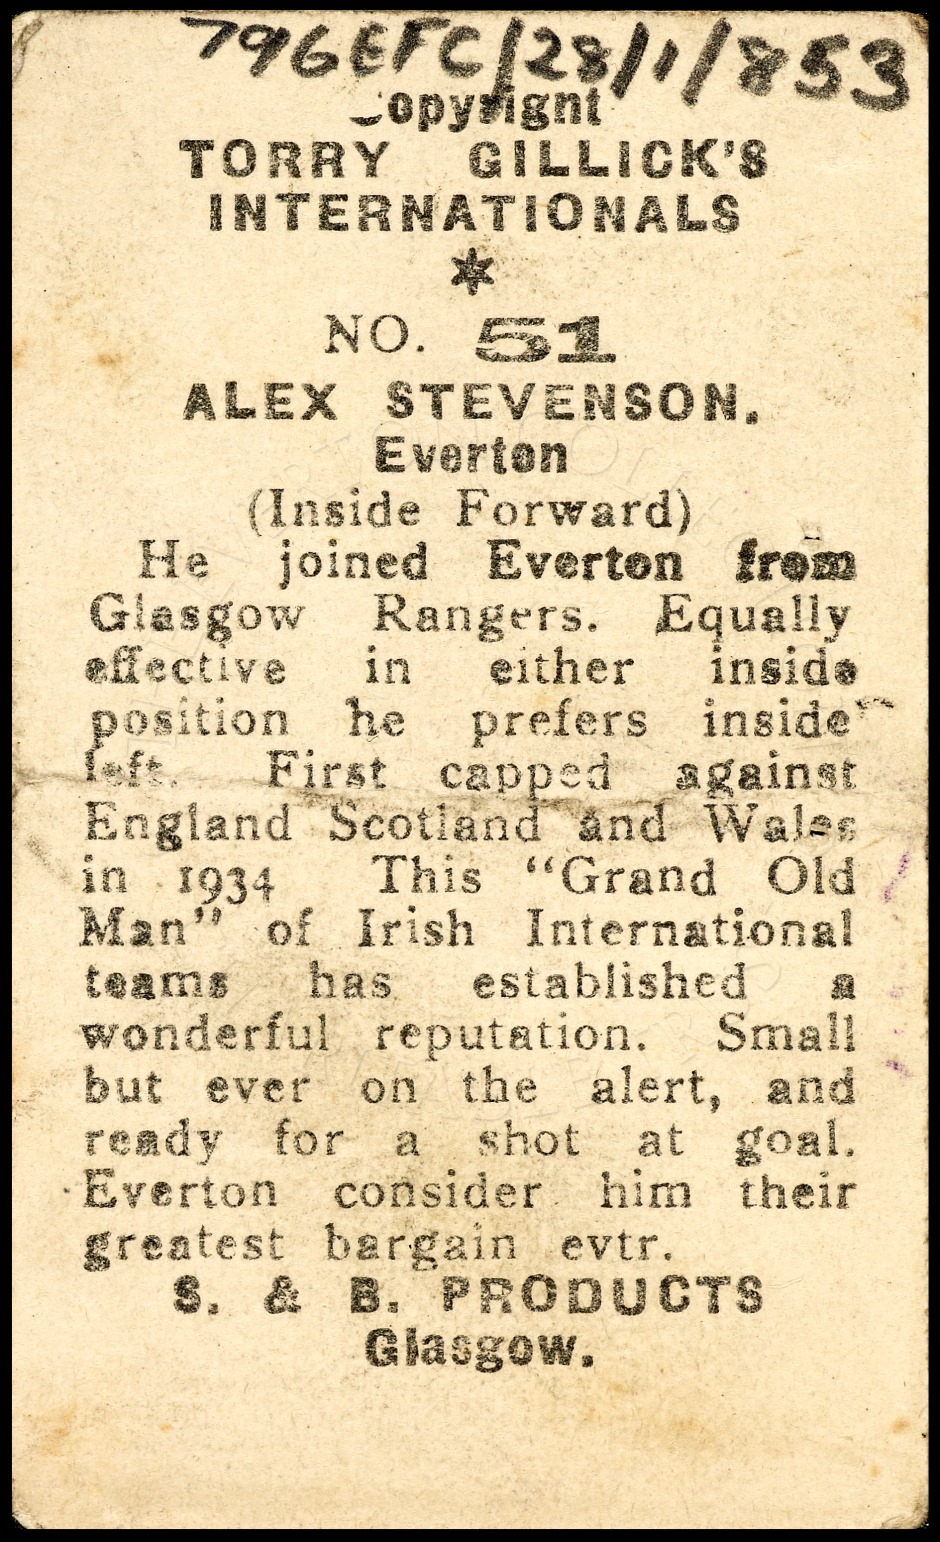 796EFC/28/1/853
Copyright
TORRY GILLICK'S
INTERNATIONALS
*
NO. 51
ALEX STEVENSON.
Everton
(Inside Forward)
He joined Everton from
Glasgow Rangers. Equally
effective in either inside
position he prefers inside
left. First capped against
England Scotland and Wales
in 1934 This “Grand Old
Man” of Irish International
teams has established a
wonderful reputation. Small
but ever on the alert, and
ready for a shot at goal.
Everton consider him their
greatest bargain evtr.
S. & B. PRODUCTS
Glasgow.